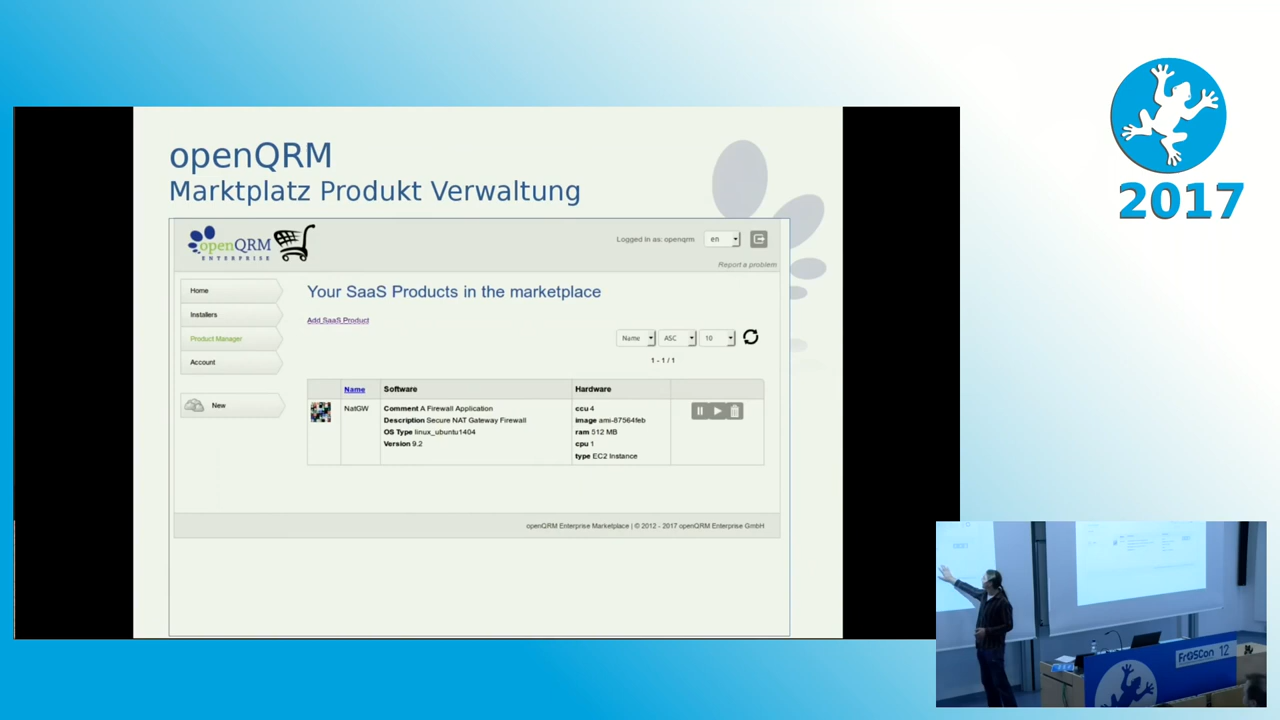 openQRM
Marktplatz Produkt Verwaltung
openQRM
ENTERPRISE
Logged in as: openqrm
en
Report a problem
Home
Installers
Product Manager
Account
New
Your SaaS Products in the marketplace
Add SaaS Product
Name ASC 10
1 - 1 / 1
Name Software Hardware
NatGW
Comment A Firewall Application
Description Secure NAT Gateway Firewall
OS Type linux_ubuntu1404
Version 9.2
ccu 4
image ami-87564feb
ram 512 MB
cpu 1
type EC2 Instance
openQRM Enterprise Marketplace | © 2012 - 2017 openQRM Enterprise GmbH
2017
FrOSCon 12